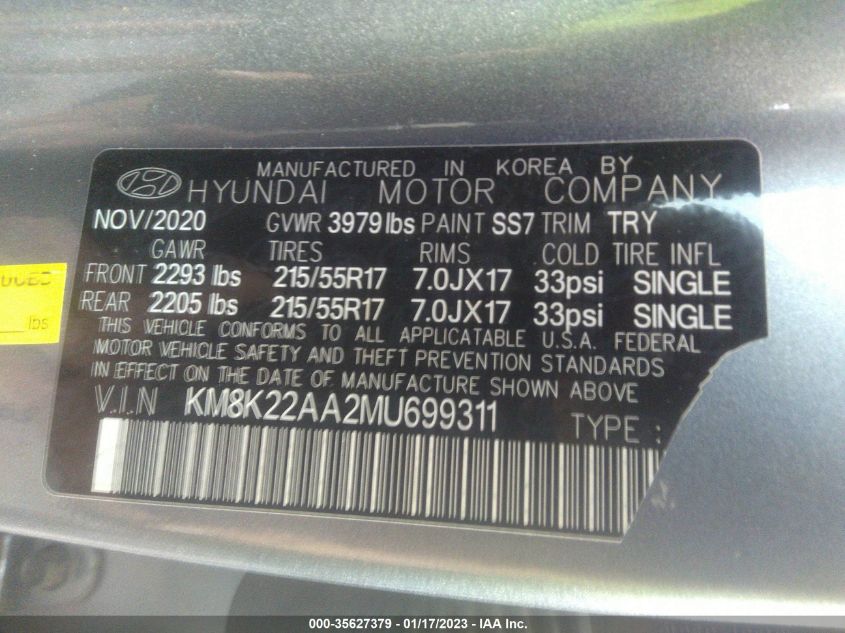 MANUFACTURED IN KOREA BY
HYUNDAI MOTOR COMPANY
NOV/2020 GVWR 3979 lbs PAINT SS7 TRIM TRY
GAWR TIRES RIMS COLD TIRE INFL
FRONT 2293 lbs 215/55R17 7.0JX17 33psi SINGLE
REAR 2205 lbs 215/55R17 7.0JX17 33psi SINGLE
THIS VEHICLE CONFORMS TO ALL APPLICATABLE U.S.A. FEDERAL
MOTOR VEHICLE SAFETY AND THEFT PREVENTION STANDARDS
IN EFFECT ON THE DATE OF MANUFACTURE SHOWN ABOVE
V.I.N KM8K22AA2MU699311 TYPE :
lbs
000-35627379 - 01/17/2023 - IAA Inc.